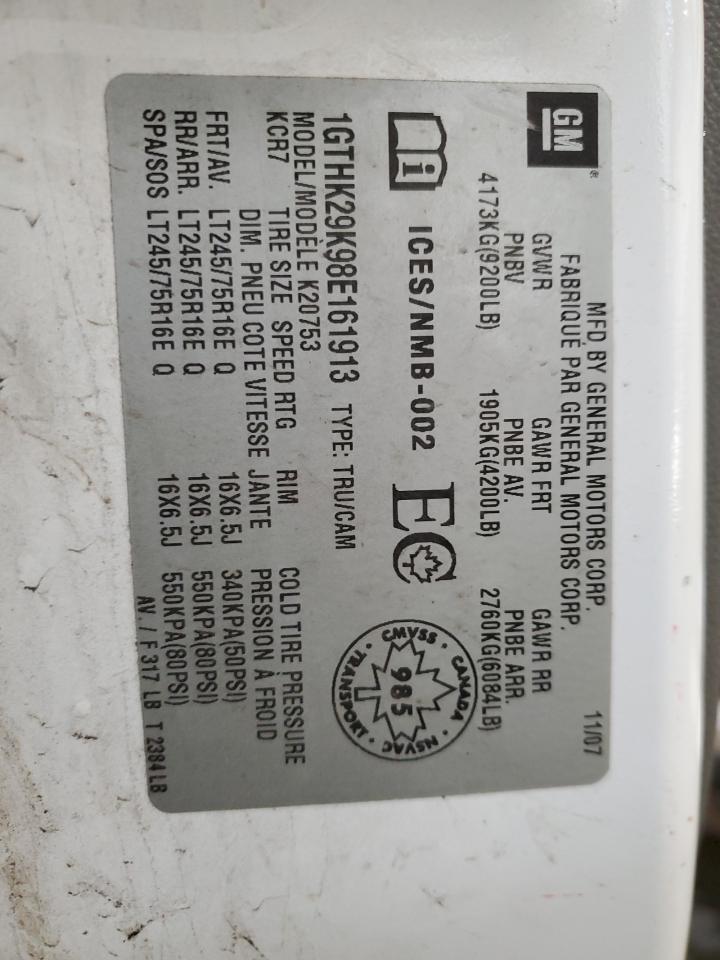 GM ®
MFD BY GENERAL MOTORS CORP. 11/07
FABRIQUÉ PAR GENERAL MOTORS CORP.
GVWR GAWR FRT GAWR RR
PNBV PNBE AV. PNBE ARR.
4173KG(9200LB) 1905KG(4200LB) 2760KG(6084LB)
i ICES/NMB-002 EC
CMVSS · CANADA · NSVAC · TRANSPORT ·
985
1GTHK29K98E161913 TYPE: TRU/CAM
MODEL/MODÈLE K20753
KCR7 TIRE SIZE SPEED RTG RIM COLD TIRE PRESSURE
DIM. PNEU COTE VITESSE JANTE PRESSION À FROID
FRT/AV. LT245/75R16E Q 16X6.5J 340KPA(50PSI)
RR/ARR. LT245/75R16E Q 16X6.5J 550KPA(80PSI)
SPA/SOS LT245/75R16E Q 16X6.5J 550KPA(80PSI)
AV. / F 317 LB T 2384 LB